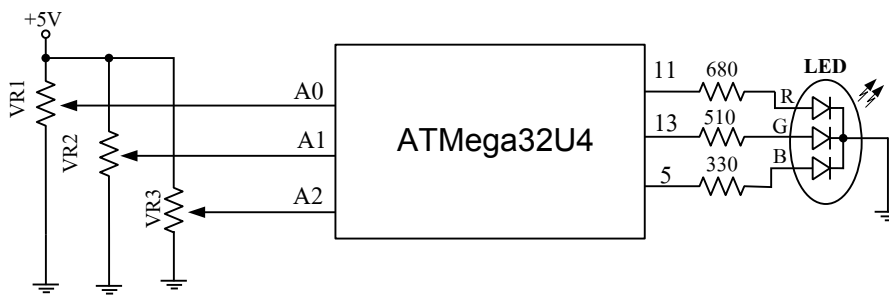 +5V
VR1
VR2
VR3
A0
A1
A2
ATMega32U4
11
680
13
510
5
330
LED
R
G
B